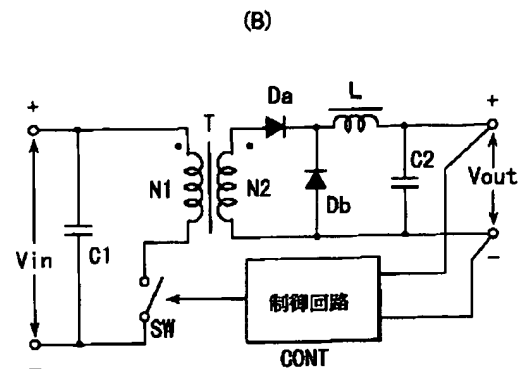 (B)
Da
L
+
+
T
N1
N2
C2
Vout
Db
Vin
C1
−
制御回路
SW
CONT
−